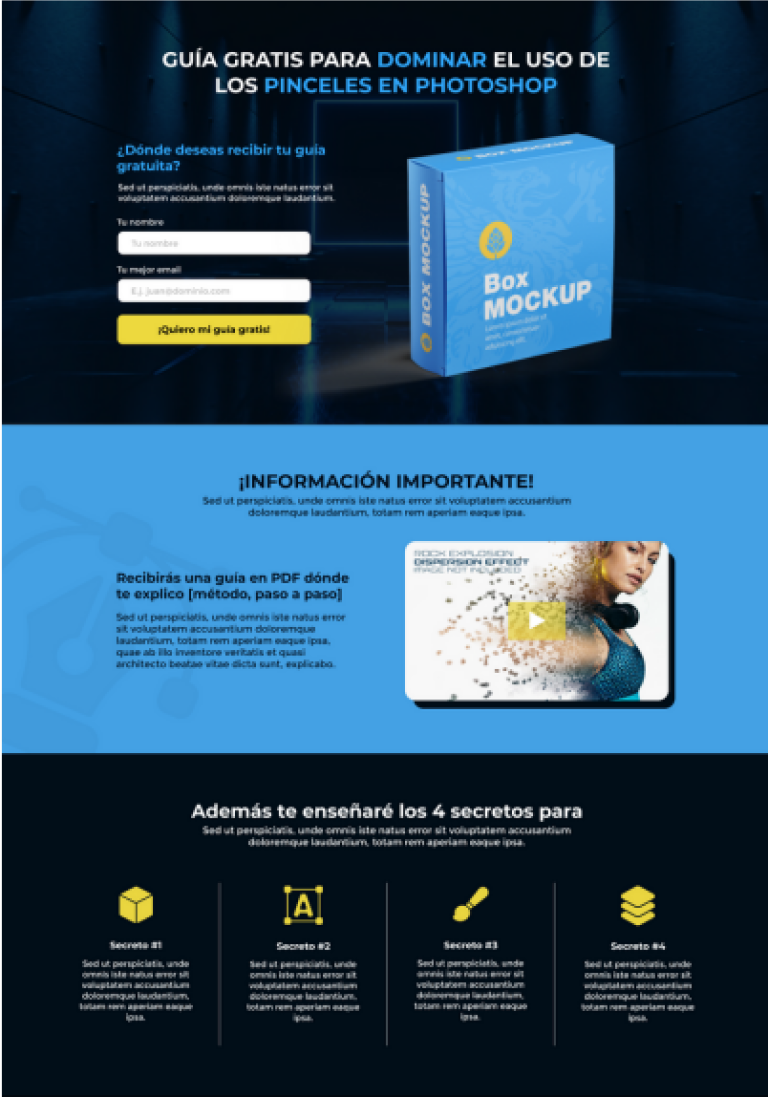 GUÍA GRATIS PARA DOMINAR EL USO DE
LOS PINCELES EN PHOTOSHOP
¿Dónde deseas recibir tu guía
gratuita?
Sed ut perspiciatis, unde omnis iste natus error sit
voluptatem accusantium doloremque laudantium.
Tu nombre
Tu nombre
Tu mejor email
E.j. juan@dominio.com
¡Quiero mi guía gratis!
BOX MOCKUP
BOX MOCKUP
Box
MOCKUP
Lorem ipsum dolor sit
adipiscing elit.
¡INFORMACIÓN IMPORTANTE!
Sed ut perspiciatis, unde omnis iste natus error sit voluptatem accusantium
doloremque laudantium, totam rem aperiam eaque ipsa.
Recibirás una guía en PDF dónde
te explico [método, paso a paso]
Sed ut perspiciatis, unde omnis iste natus error
sit voluptatem accusantium doloremque
laudantium, totam rem aperiam eaque ipsa,
quae ab illo inventore veritatis et quasi
architecto beatae vitae dicta sunt, explicabo.
ROCK EXPLOSION
DISPERSION EFFECT
IMAGE NOT INCLUDED
Además te enseñaré los 4 secretos para
Sed ut perspiciatis, unde omnis iste natus error sit voluptatem accusantium
doloremque laudantium, totam rem aperiam eaque ipsa.
A
Secreto #1
Sed ut perspiciatis, unde
omnis iste natus error sit
voluptatem accusantium
doloremque laudantium,
totam rem aperiam eaque
ipsa.
Secreto #2
Sed ut perspiciatis, unde
omnis iste natus error sit
voluptatem accusantium
doloremque laudantium,
totam rem aperiam eaque
ipsa.
Secreto #3
Sed ut perspiciatis, unde
omnis iste natus error sit
voluptatem accusantium
doloremque laudantium,
totam rem aperiam eaque
ipsa.
Secreto #4
Sed ut perspiciatis, unde
omnis iste natus error sit
voluptatem accusantium
doloremque laudantium,
totam rem aperiam eaque
ipsa.